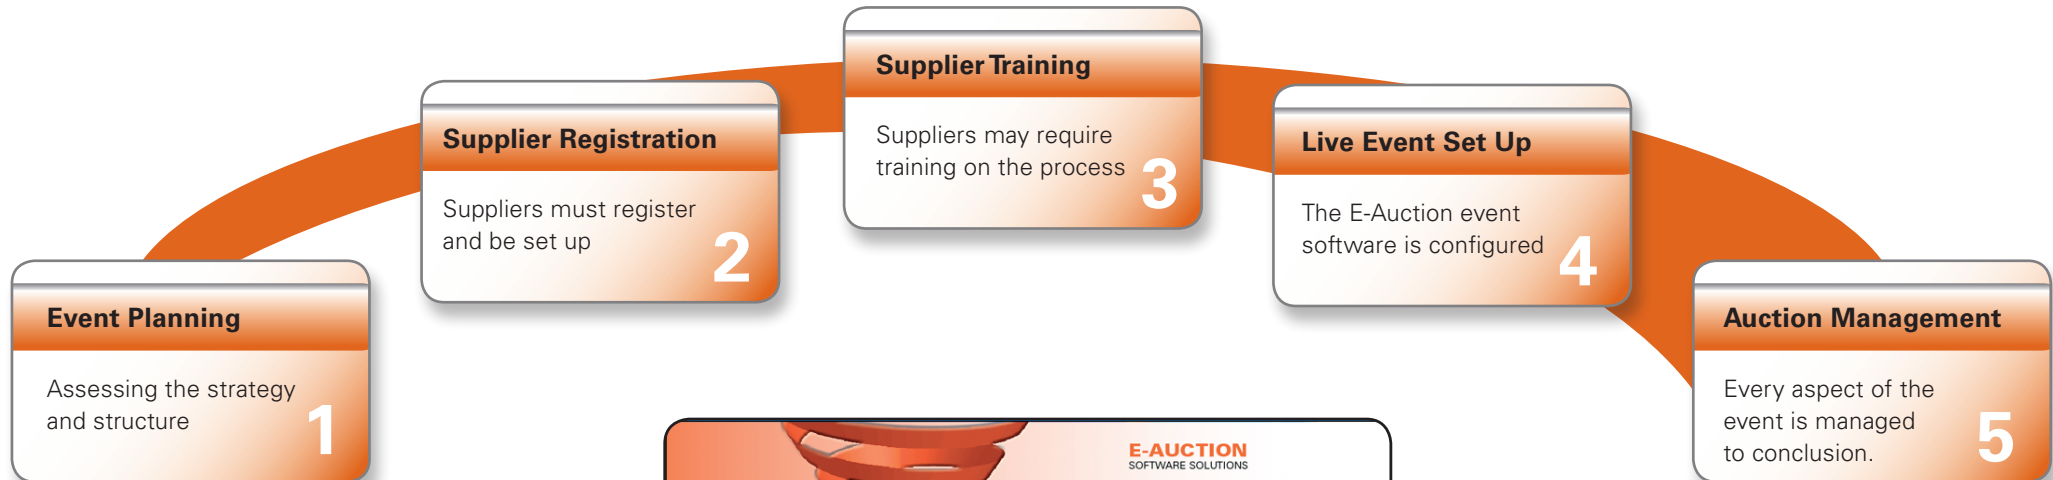 Event Planning
Assessing the strategy
and structure
1
Supplier Registration
Suppliers must register
and be set up
2
Supplier Training
Suppliers may require
training on the process
3
Live Event Set Up
The E-Auction event
software is configured
4
Auction Management
Every aspect of the
event is managed
to conclusion.
5
E-AUCTION
SOFTWARE SOLUTIONS